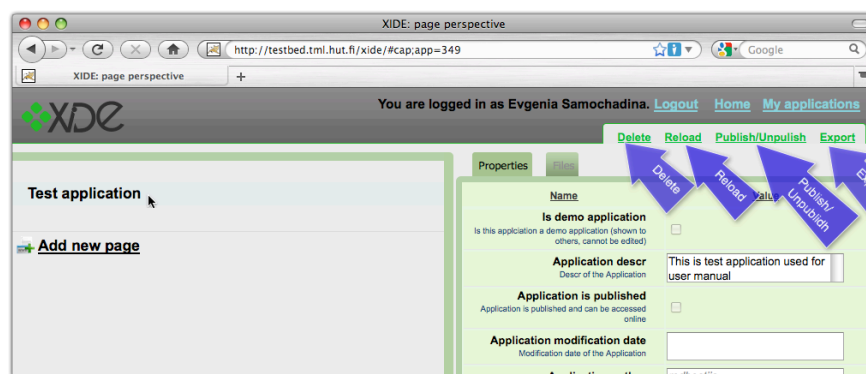 XIDE: page perspective
http://testbed.tml.hut.fi/xide/#cap;app=349
Google
XIDE: page perspective
+
XIDE
You are logged in as Evgenia Samochadina. Logout Home My applications
Delete Reload Publish/Unpulish Export
Properties Files
Delete
Reload
Publish/
Unpublidh
Test application
Name Value
Is demo application
Is this applciation a demo application (shown to
others, cannot be edited)
Add new page
Application descr
Descr of the Application
This is test application used for
user manual
Application is published
Application is published and can be accessed
online
Application modification date
Modification date of the Application